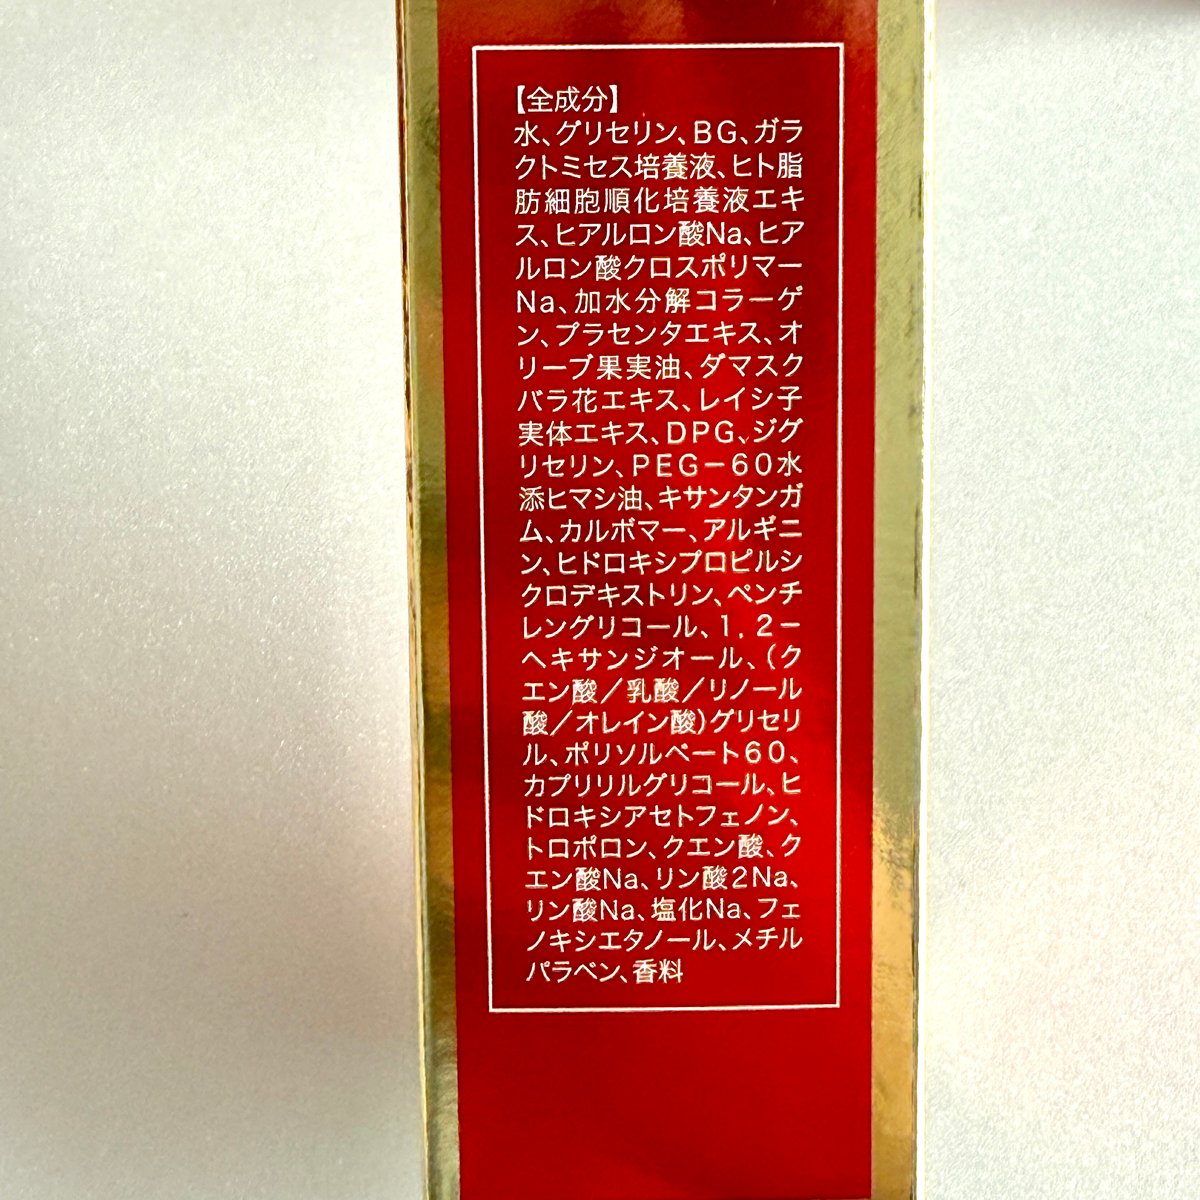 【全成分】
水、グリセリン、BG、ガラ
クトミセス培養液、ヒト脂
肪細胞順化培養液エキ
ス、ヒアルロン酸Na、ヒア
ルロン酸クロスポリマー
Na、加水分解コラーゲ
ン、プラセンタエキス、オ
リーブ果実油、ダマスク
バラ花エキス、レイシ子
実体エキス、DPG、ジグ
リセリン、PEG－60水
添ヒマシ油、キサンタンガ
ム、カルボマー、アルギニ
ン、ヒドロキシプロピルシ
クロデキストリン、ペンチ
レングリコール、1，2－
ヘキサンジオール、（ク
エン酸／乳酸／リノール
酸／オレイン酸）グリセリ
ル、ポリソルベート60、
カプリリルグリコール、ヒ
ドロキシアセトフェノン、
トロポロン、クエン酸、ク
エン酸Na、リン酸2Na、
リン酸Na、塩化Na、フェ
ノキシエタノール、メチル
パラベン、香料